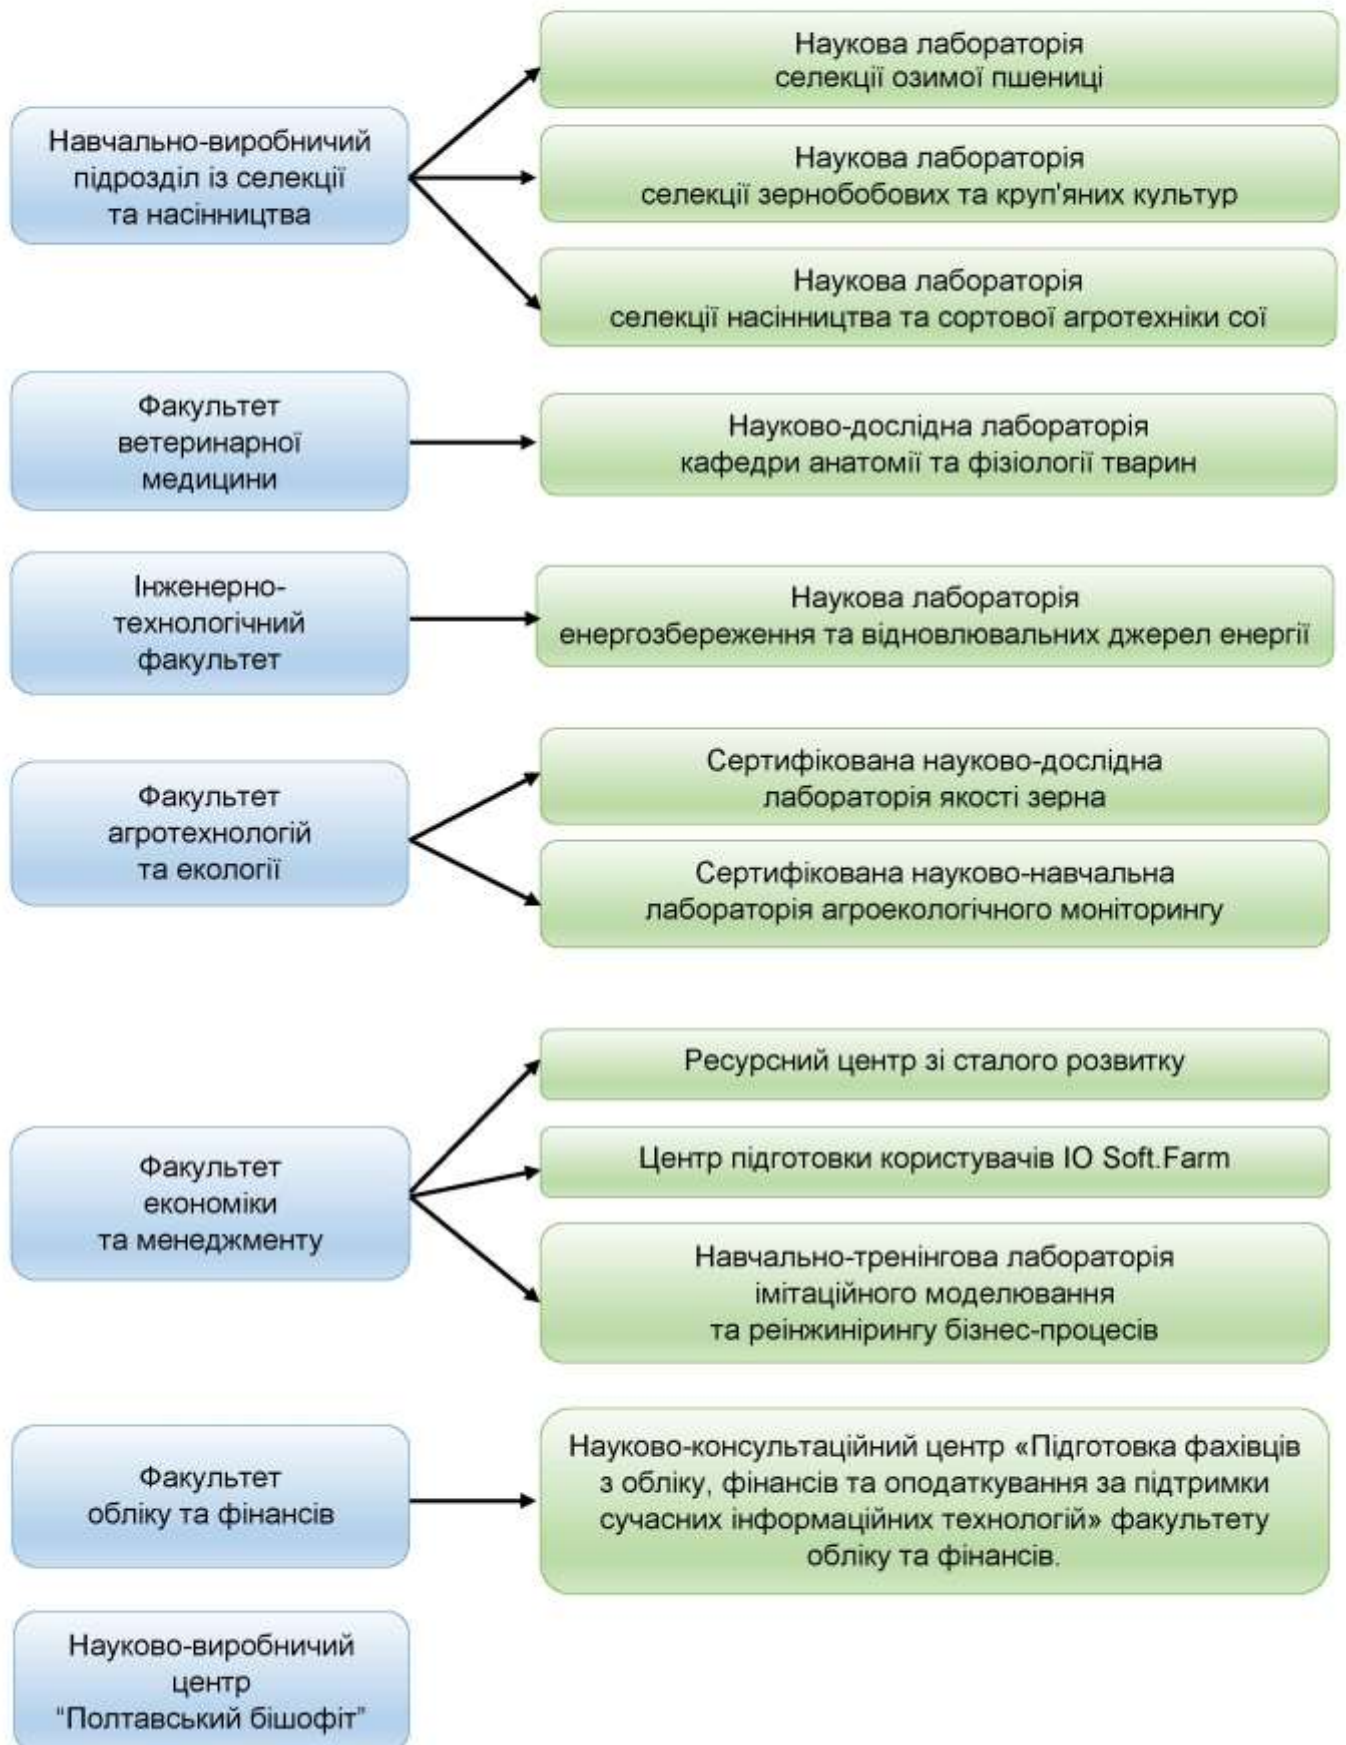 Навчально-виробничий
підрозділ із селекції
та насінництва
Наукова лабораторія
селекції озимої пшениці
Наукова лабораторія
селекції зернобобових та круп'яних культур
Наукова лабораторія
селекції насінництва та сортової агротехніки сої
Факультет
ветеринарної
медицини
Науково-дослідна лабораторія
кафедри анатомії та фізіології тварин
Інженерно-
технологічний
факультет
Наукова лабораторія
енергозбереження та відновлювальних джерел енергії
Факультет
агротехнологій
та екології
Сертифікована науково-дослідна
лабораторія якості зерна
Сертифікована науково-навчальна
лабораторія агроекологічного моніторингу
Факультет
економіки
та менеджменту
Ресурсний центр зі сталого розвитку
Центр підготовки користувачів ІО Soft.Farm
Навчально-тренінгова лабораторія
імітаційного моделювання
та реінжинірингу бізнес-процесів
Факультет
обліку та фінансів
Науково-консультаційний центр «Підготовка фахівців
з обліку, фінансів та оподаткування за підтримки
сучасних інформаційних технологій» факультету
обліку та фінансів.
Науково-виробничий
центр
“Полтавський бішофіт”